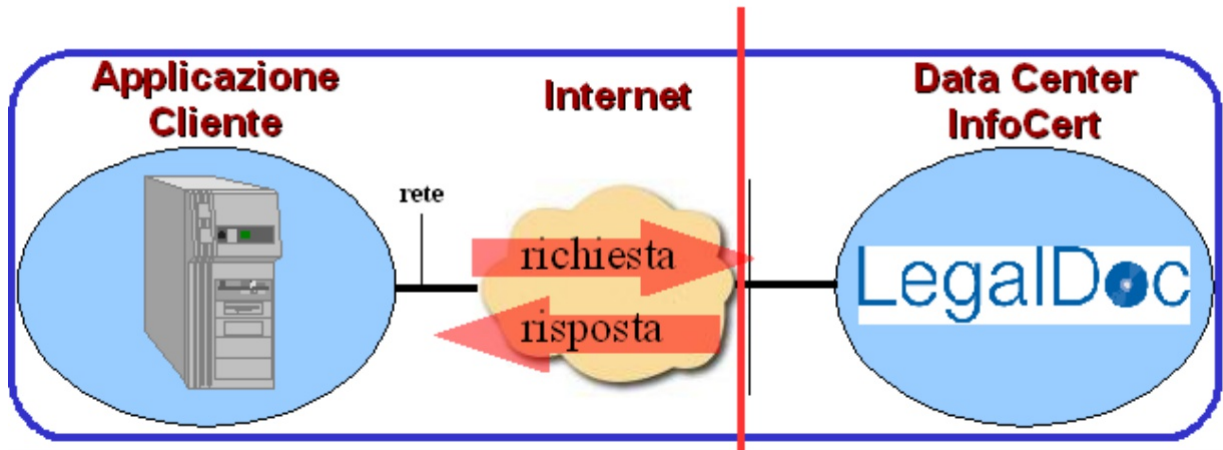 Applicazione
Cliente
Internet
Data Center
InfoCert
rete
richiesta
risposta
LegalDoc